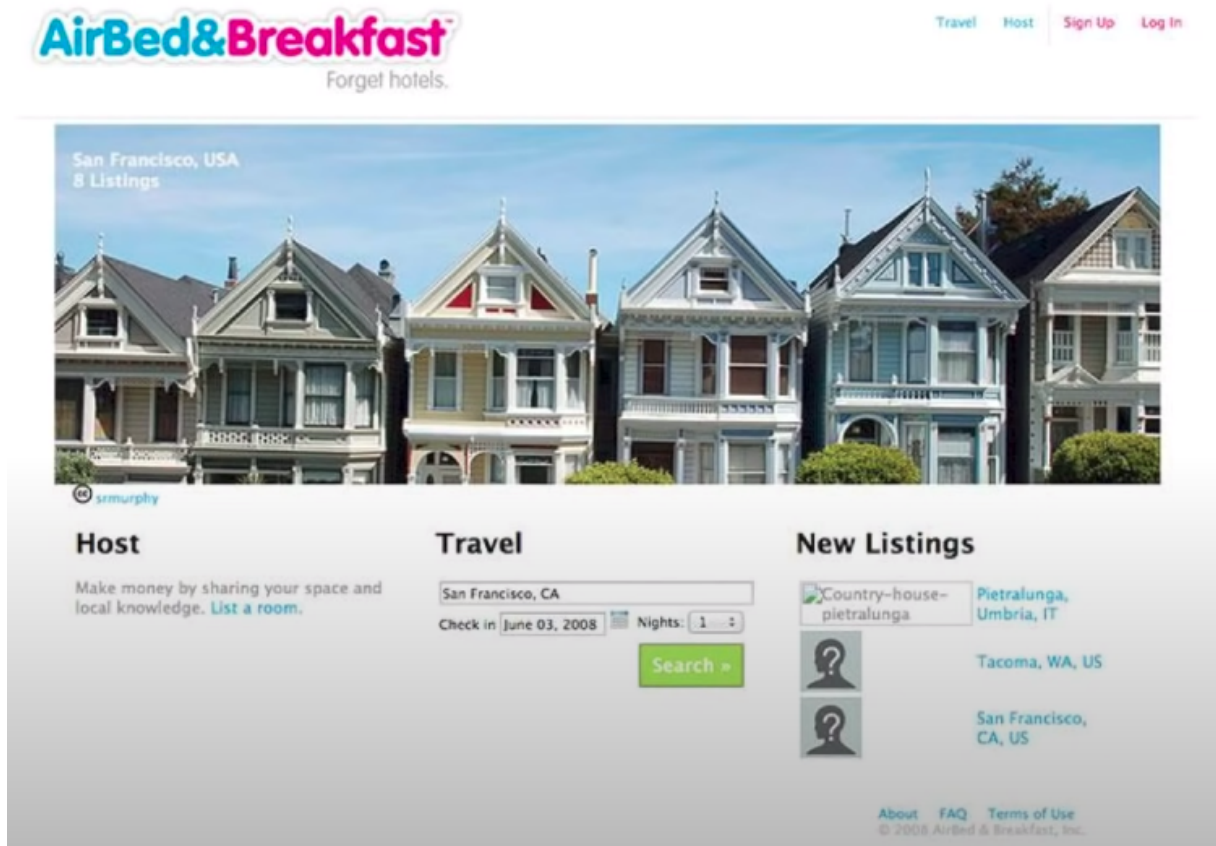 AirBed&Breakfast™
Forget hotels.
Travel Host Sign Up Log In
San Francisco, USA
8 Listings
cc srmurphy
Host
Make money by sharing your space and
local knowledge. List a room.
Travel
San Francisco, CA
Check in June 03, 2008 Nights: 1
Search »
New Listings
Country-house-
pietralunga
Pietralunga,
Umbria, IT
?
Tacoma, WA, US
?
San Francisco,
CA, US
About FAQ Terms of Use
© 2008 AirBed & Breakfast, Inc.